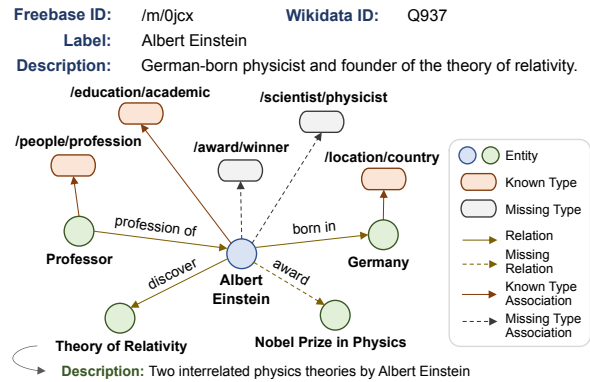 Freebase ID: /m/0jcx Wikidata ID: Q937
Label: Albert Einstein
Description: German-born physicist and founder of the theory of relativity.
/education/academic
/scientist/physicist
/people/profession
/award/winner
/location/country
Entity
Known Type
Missing Type
Relation
Missing
Relation
Known Type
Association
Missing Type
Association
profession of
born in
Professor
Germany
discover
Albert
Einstein
award
Theory of Relativity
Nobel Prize in Physics
Description: Two interrelated physics theories by Albert Einstein